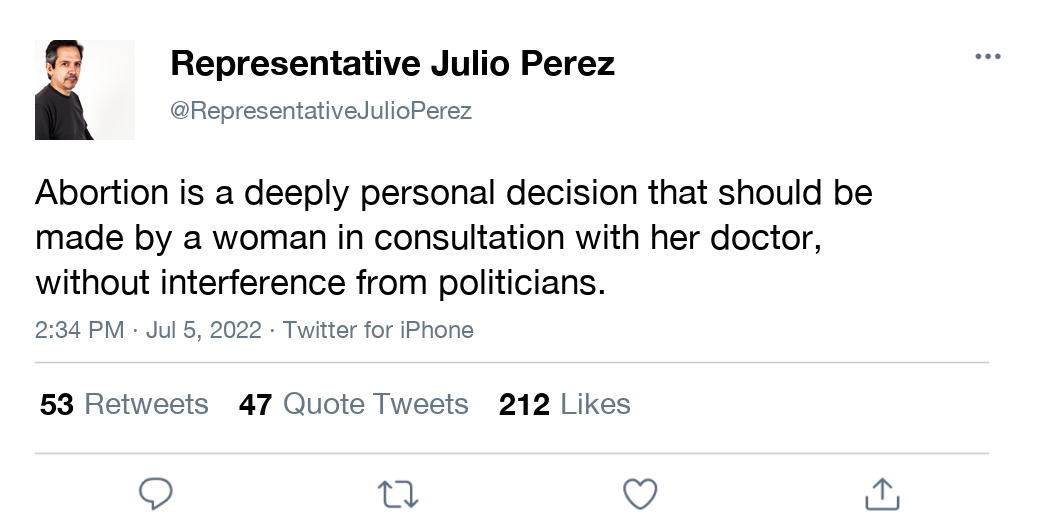 Representative Julio Perez
@RepresentativeJulioPerez
Abortion is a deeply personal decision that should be
made by a woman in consultation with her doctor,
without interference from politicians.
2:34 PM · Jul 5, 2022 · Twitter for iPhone
53 Retweets 47 Quote Tweets 212 Likes